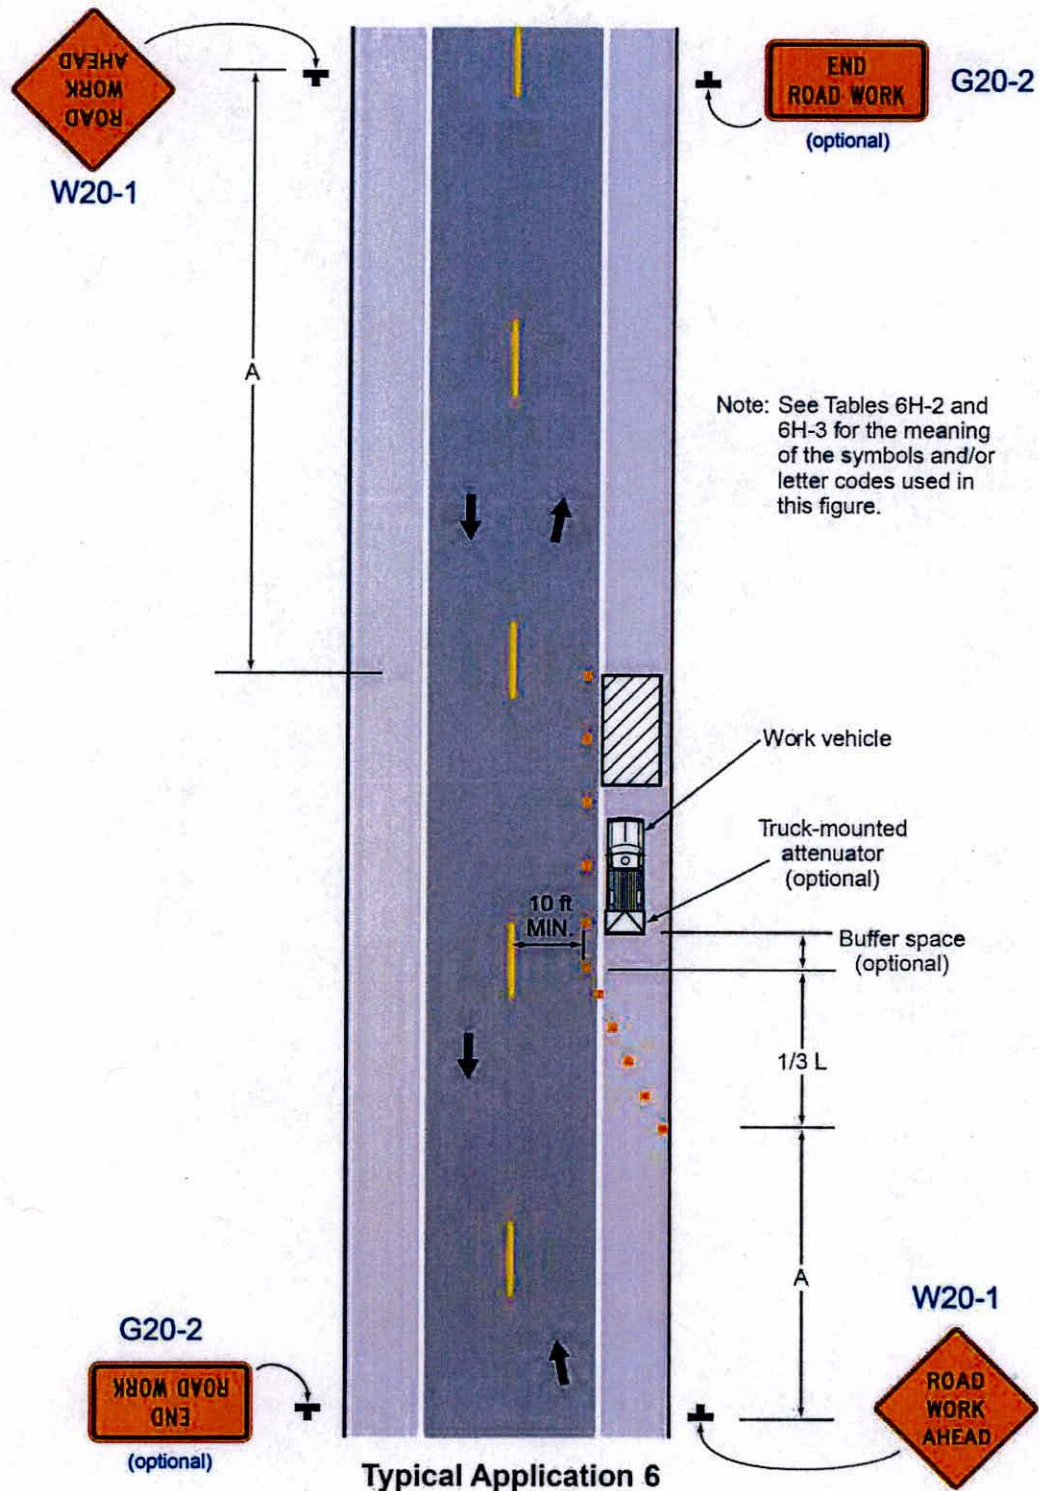 ROAD
WORK
AHEAD
W20-1
END
ROAD WORK
(optional)
G20-2
A
Note: See Tables 6H-2 and
6H-3 for the meaning
of the symbols and/or
letter codes used in
this figure.
Work vehicle
Truck-mounted
attenuator
(optional)
10 ft
MIN.
Buffer space
(optional)
1/3 L
A
G20-2
END
ROAD WORK
(optional)
W20-1
ROAD
WORK
AHEAD
Typical Application 6